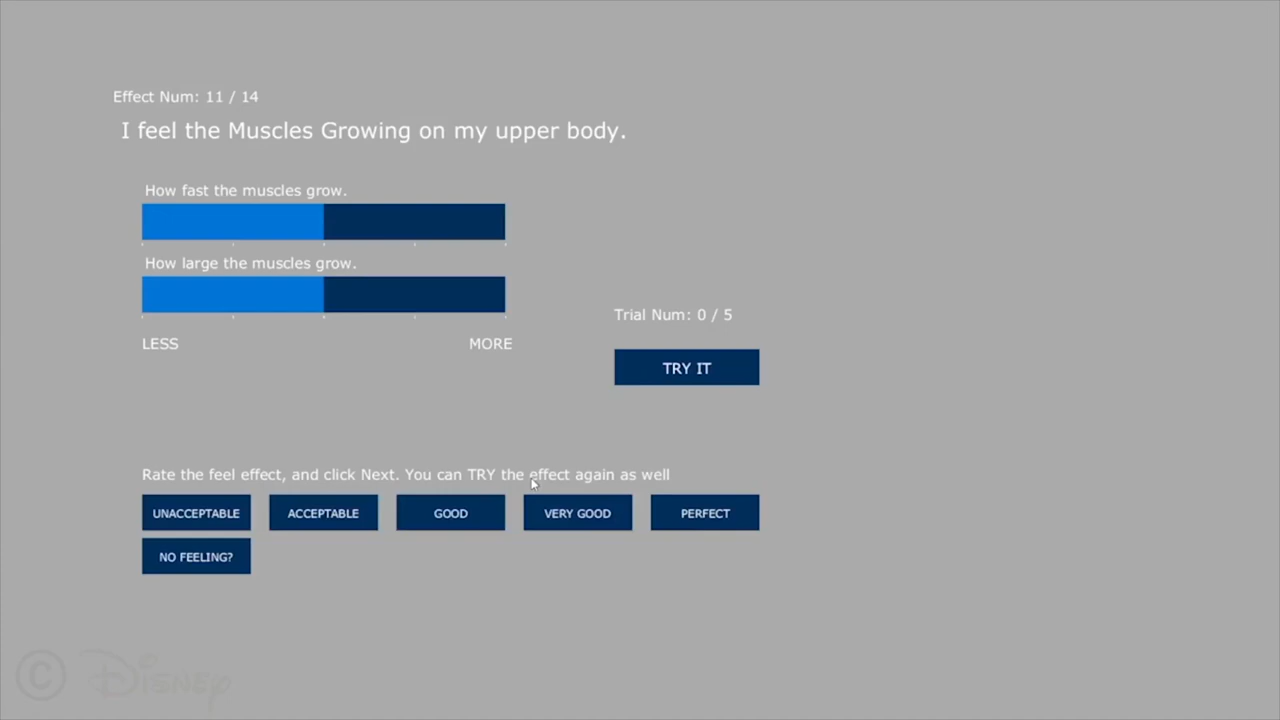 Effect Num: 11 / 14
I feel the Muscles Growing on my upper body.
How fast the muscles grow.
How large the muscles grow.
LESS MORE
Trial Num: 0 / 5
TRY IT
Rate the feel effect, and click Next. You can TRY the effect again as well
UNACCEPTABLE ACCEPTABLE GOOD VERY GOOD PERFECT
NO FEELING?
© Disney